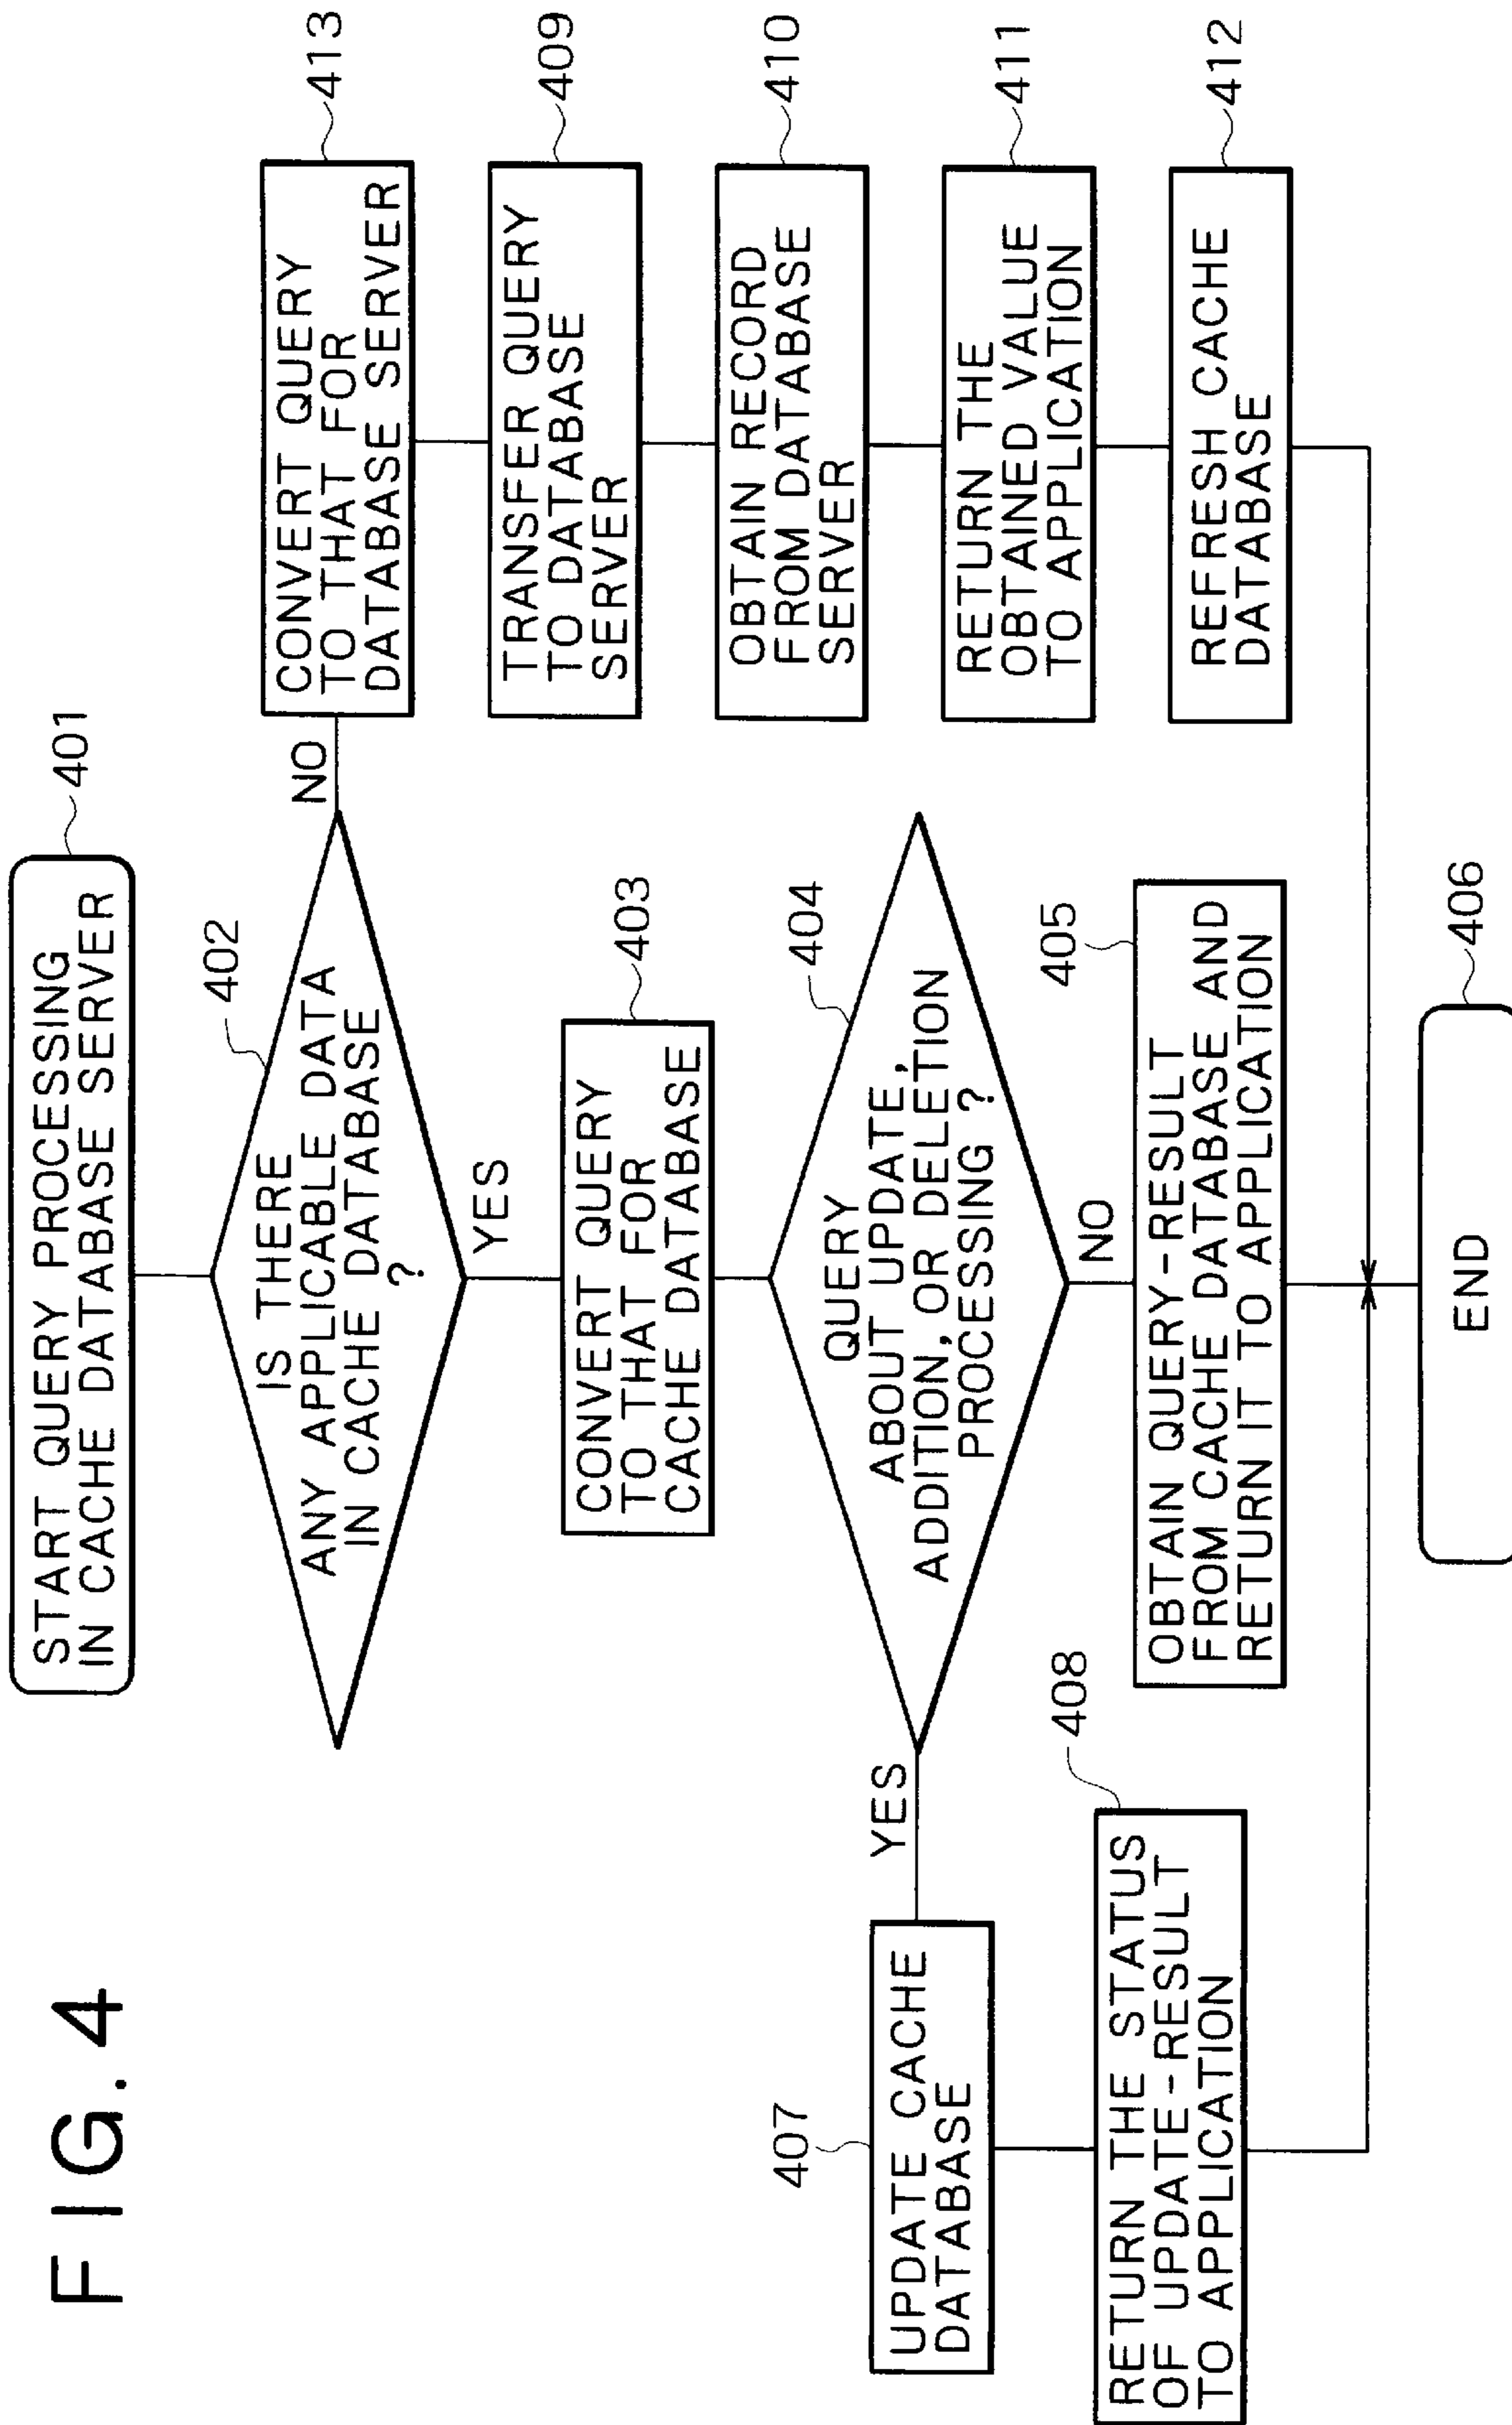 FIG. 4
START QUERY PROCESSING
IN CACHE DATABASE SERVER
401
IS THERE
ANY APPLICABLE DATA
IN CACHE DATABASE
?
402
NO
YES
CONVERT QUERY
TO THAT FOR
DATABASE SERVER
413
TRANSFER QUERY
TO DATABASE
SERVER
409
OBTAIN RECORD
FROM DATABASE
SERVER
410
RETURN THE
OBTAINED VALUE
TO APPLICATION
411
REFRESH CACHE
DATABASE
412
CONVERT QUERY
TO THAT FOR
CACHE DATABASE
403
QUERY
ABOUT UPDATE,
ADDITION, OR DELETION
PROCESSING ?
404
YES
NO
UPDATE CACHE
DATABASE
407
RETURN THE STATUS
OF UPDATE-RESULT
TO APPLICATION
408
OBTAIN QUERY-RESULT
FROM CACHE DATABASE AND
RETURN IT TO APPLICATION
405
END
406